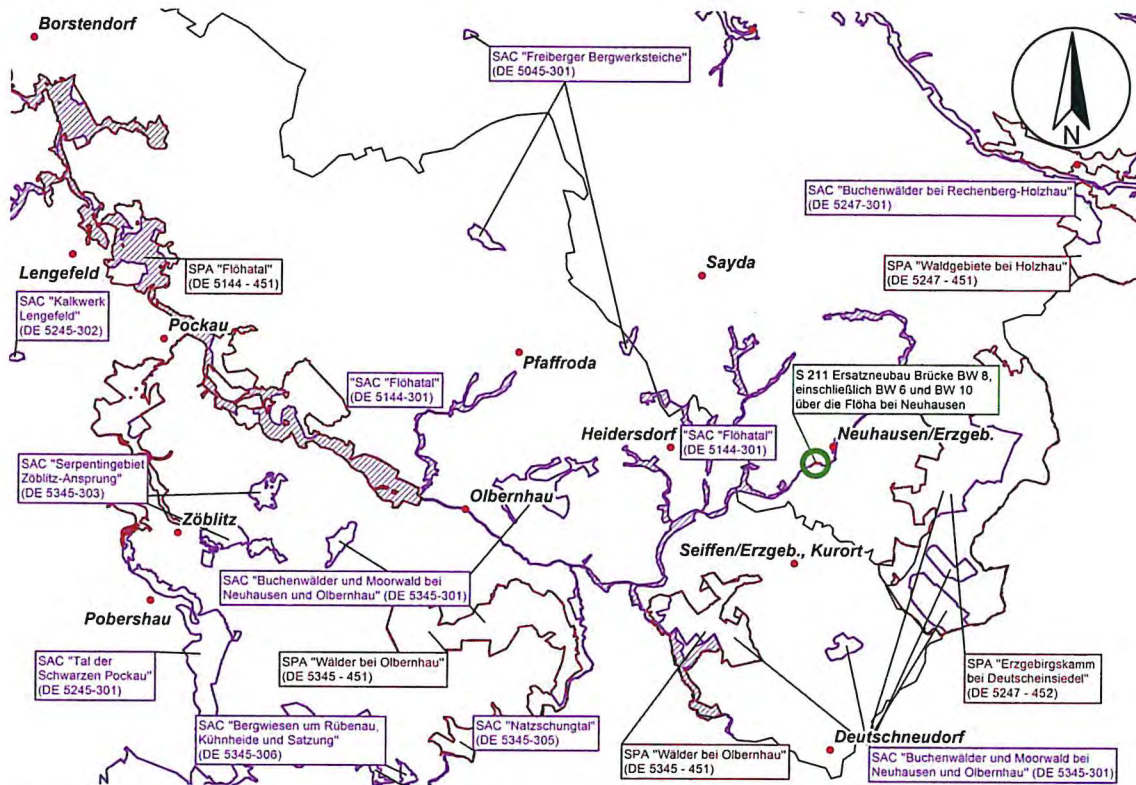 Borstendorf
SAC "Freiberger Bergwerksteiche"
(DE 5045-301)
N
SAC "Buchenwälder bei Rechenberg-Holzhau"
(DE 5247-301)
Lengefeld
SPA "Flöhatal"
(DE 5144 - 451)
Sayda
SPA "Waldgebiete bei Holzhau"
(DE 5247 - 451)
SAC "Kalkwerk
Lengefeld"
(DE 5245-302)
Pockau
Pfaffroda
"SAC "Flöhatal"
(DE 5144-301)
S 211 Ersatzneubau Brücke BW 8,
einschließlich BW 6 und BW 10
über die Flöha bei Neuhausen
Heidersdorf
"SAC "Flöhatal"
(DE 5144-301)
Neuhausen/Erzgeb.
SAC "Serpentingebiet
Zöblitz-Ansprung"
(DE 5345-303)
Zöblitz
Olbernhau
Seiffen/Erzgeb., Kurort
SAC "Buchenwälder und Moorwald bei
Neuhausen und Olbernhau" (DE 5345-301)
Pobershau
SAC "Tal der
Schwarzen Pockau"
(DE 5245-301)
SPA "Wälder bei Olbernhau"
(DE 5345 - 451)
SPA "Erzgebirgskamm
bei Deutscheinsiedel"
(DE 5247 - 452)
SAC "Bergwiesen um Rübenau,
Kühnheide und Satzung"
(DE 5345-306)
SAC "Natzschungtal"
(DE 5345-305)
SPA "Wälder bei Olbernhau"
(DE 5345 - 451)
Deutschneudorf
SAC "Buchenwälder und Moorwald bei
Neuhausen und Olbernhau" (DE 5345-301)